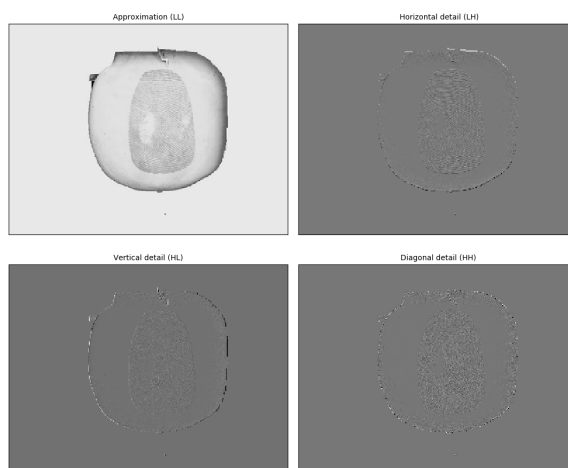 Approximation (LL)
Horizontal detail (LH)
Vertical detail (HL)
Diagonal detail (HH)